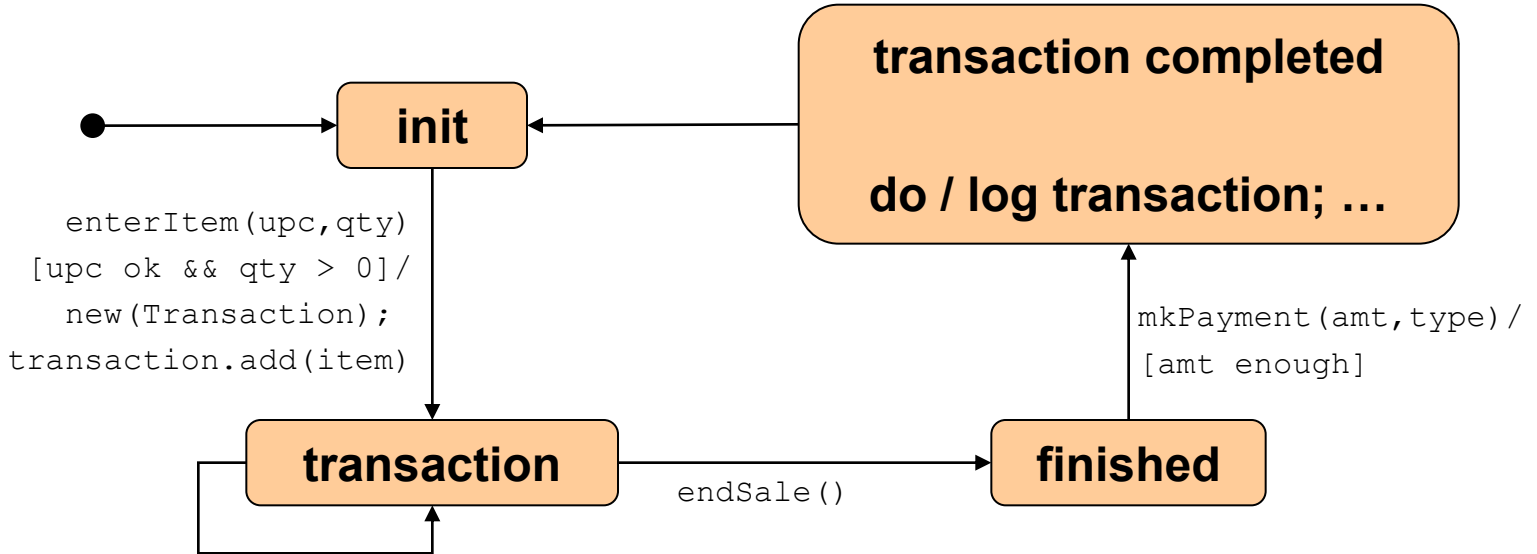 transaction completed
do / log transaction; …
init
enterItem(upc,qty)
[upc ok && qty > 0]/
new(Transaction);
transaction.add(item)
mkPayment(amt,type)/
[amt enough]
transaction
endSale()
finished